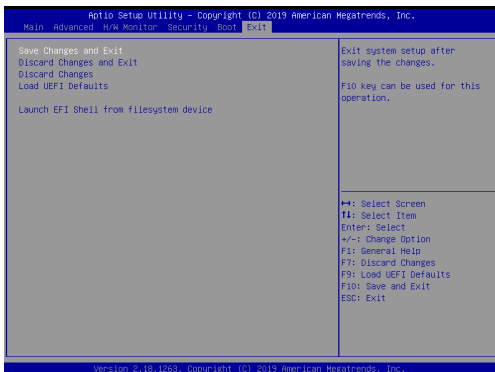 Aptio Setup Utility - Copyright (C) 2019 American Megatrends, Inc.
Main Advanced H/W Monitor Security Boot Exit
Save Changes and Exit
Discard Changes and Exit
Discard Changes
Load UEFI Defaults
Launch EFI Shell from filesystem device
Exit system setup after
saving the changes.
F10 key can be used for this
operation.
↔: Select Screen
↑↓: Select Item
Enter: Select
+/-: Change Option
F1: General Help
F7: Discard Changes
F9: Load UEFI Defaults
F10: Save and Exit
ESC: Exit
Version 2.18.1263. Copyright (C) 2019 American Megatrends, Inc.